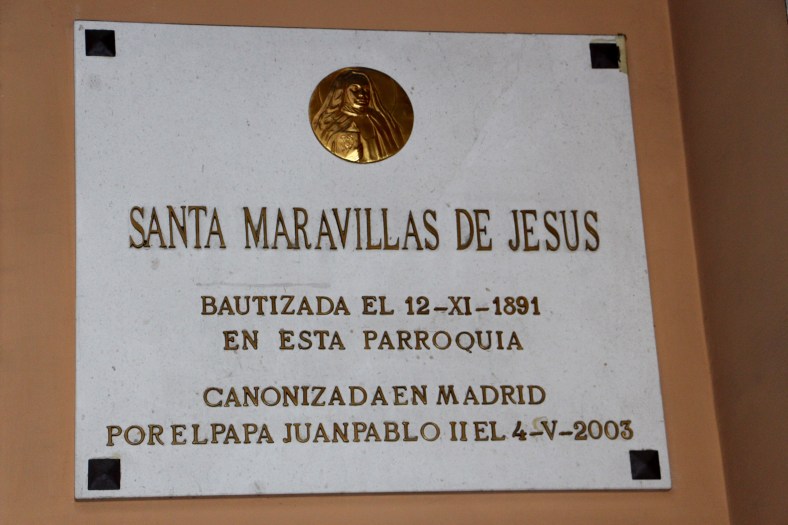 SANTA MARAVILLAS DE JESUS
BAUTIZADA EL 12-XI-1891
EN ESTA PARROQUIA
CANONIZADA EN MADRID
POR EL PAPA JUAN PABLO II EL 4-V-2003